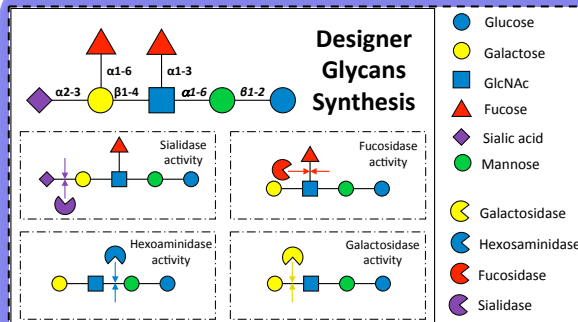 Designer
Glycans
Synthesis
α1-6
α1-3
α2-3
β1-4
α1-6
β1-2
Sialidase
activity
Fucosidase
activity
Hexoaminidase
activity
Galactosidase
activity
Glucose
Galactose
GlcNAc
Fucose
Sialic acid
Mannose
Galactosidase
Hexosaminidase
Fucosidase
Sialidase